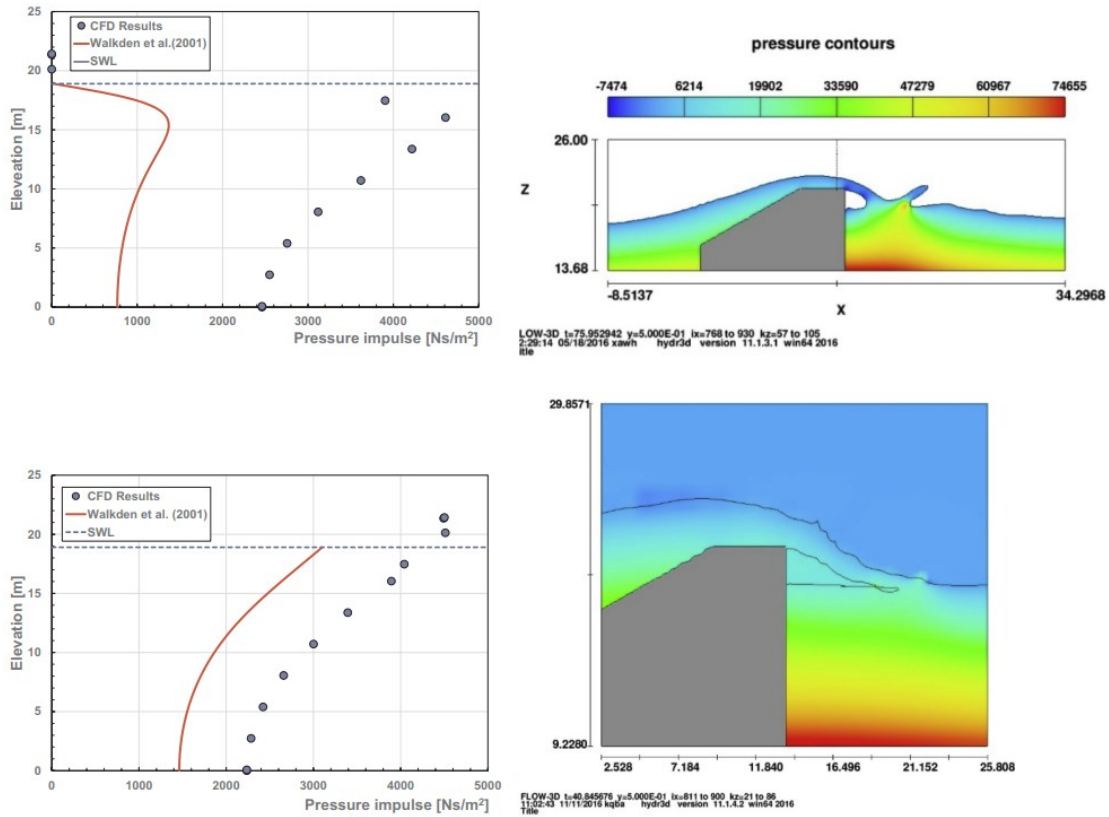 25
20
15
10
5
0
Eleveation [m]
CFD Results
Walkden et al.(2001)
SWL
0 1000 2000 3000 4000 5000
Pressure impulse [Ns/m²]
pressure contours
-7474 6214 19902 33590 47279 60967 74655
26.00
Z
13.68
-8.5137 34.2968
X
LOW-3D t=75.952942 y=5.000E-01 ix=768 to 930 kz=57 to 105
2:29:14 05/18/2016 xawh hydr3d version 11.1.3.1 win64 2016
itle
25
20
15
10
5
0
Elevation [m]
CFD Results
Walkden et al. (2001)
SWL
0 1000 2000 3000 4000 5000
Pressure impulse [Ns/m²]
29.8571
9.2280
2.528 7.184 11.840 16.496 21.152 25.808
FLOW-3D t=40.845676 y=5.000E-01 ix=811 to 900 kz=21 to 86
11:02:43 11/11/2016 kqba hydr3d version 11.1.4.2 win64 2016
Title